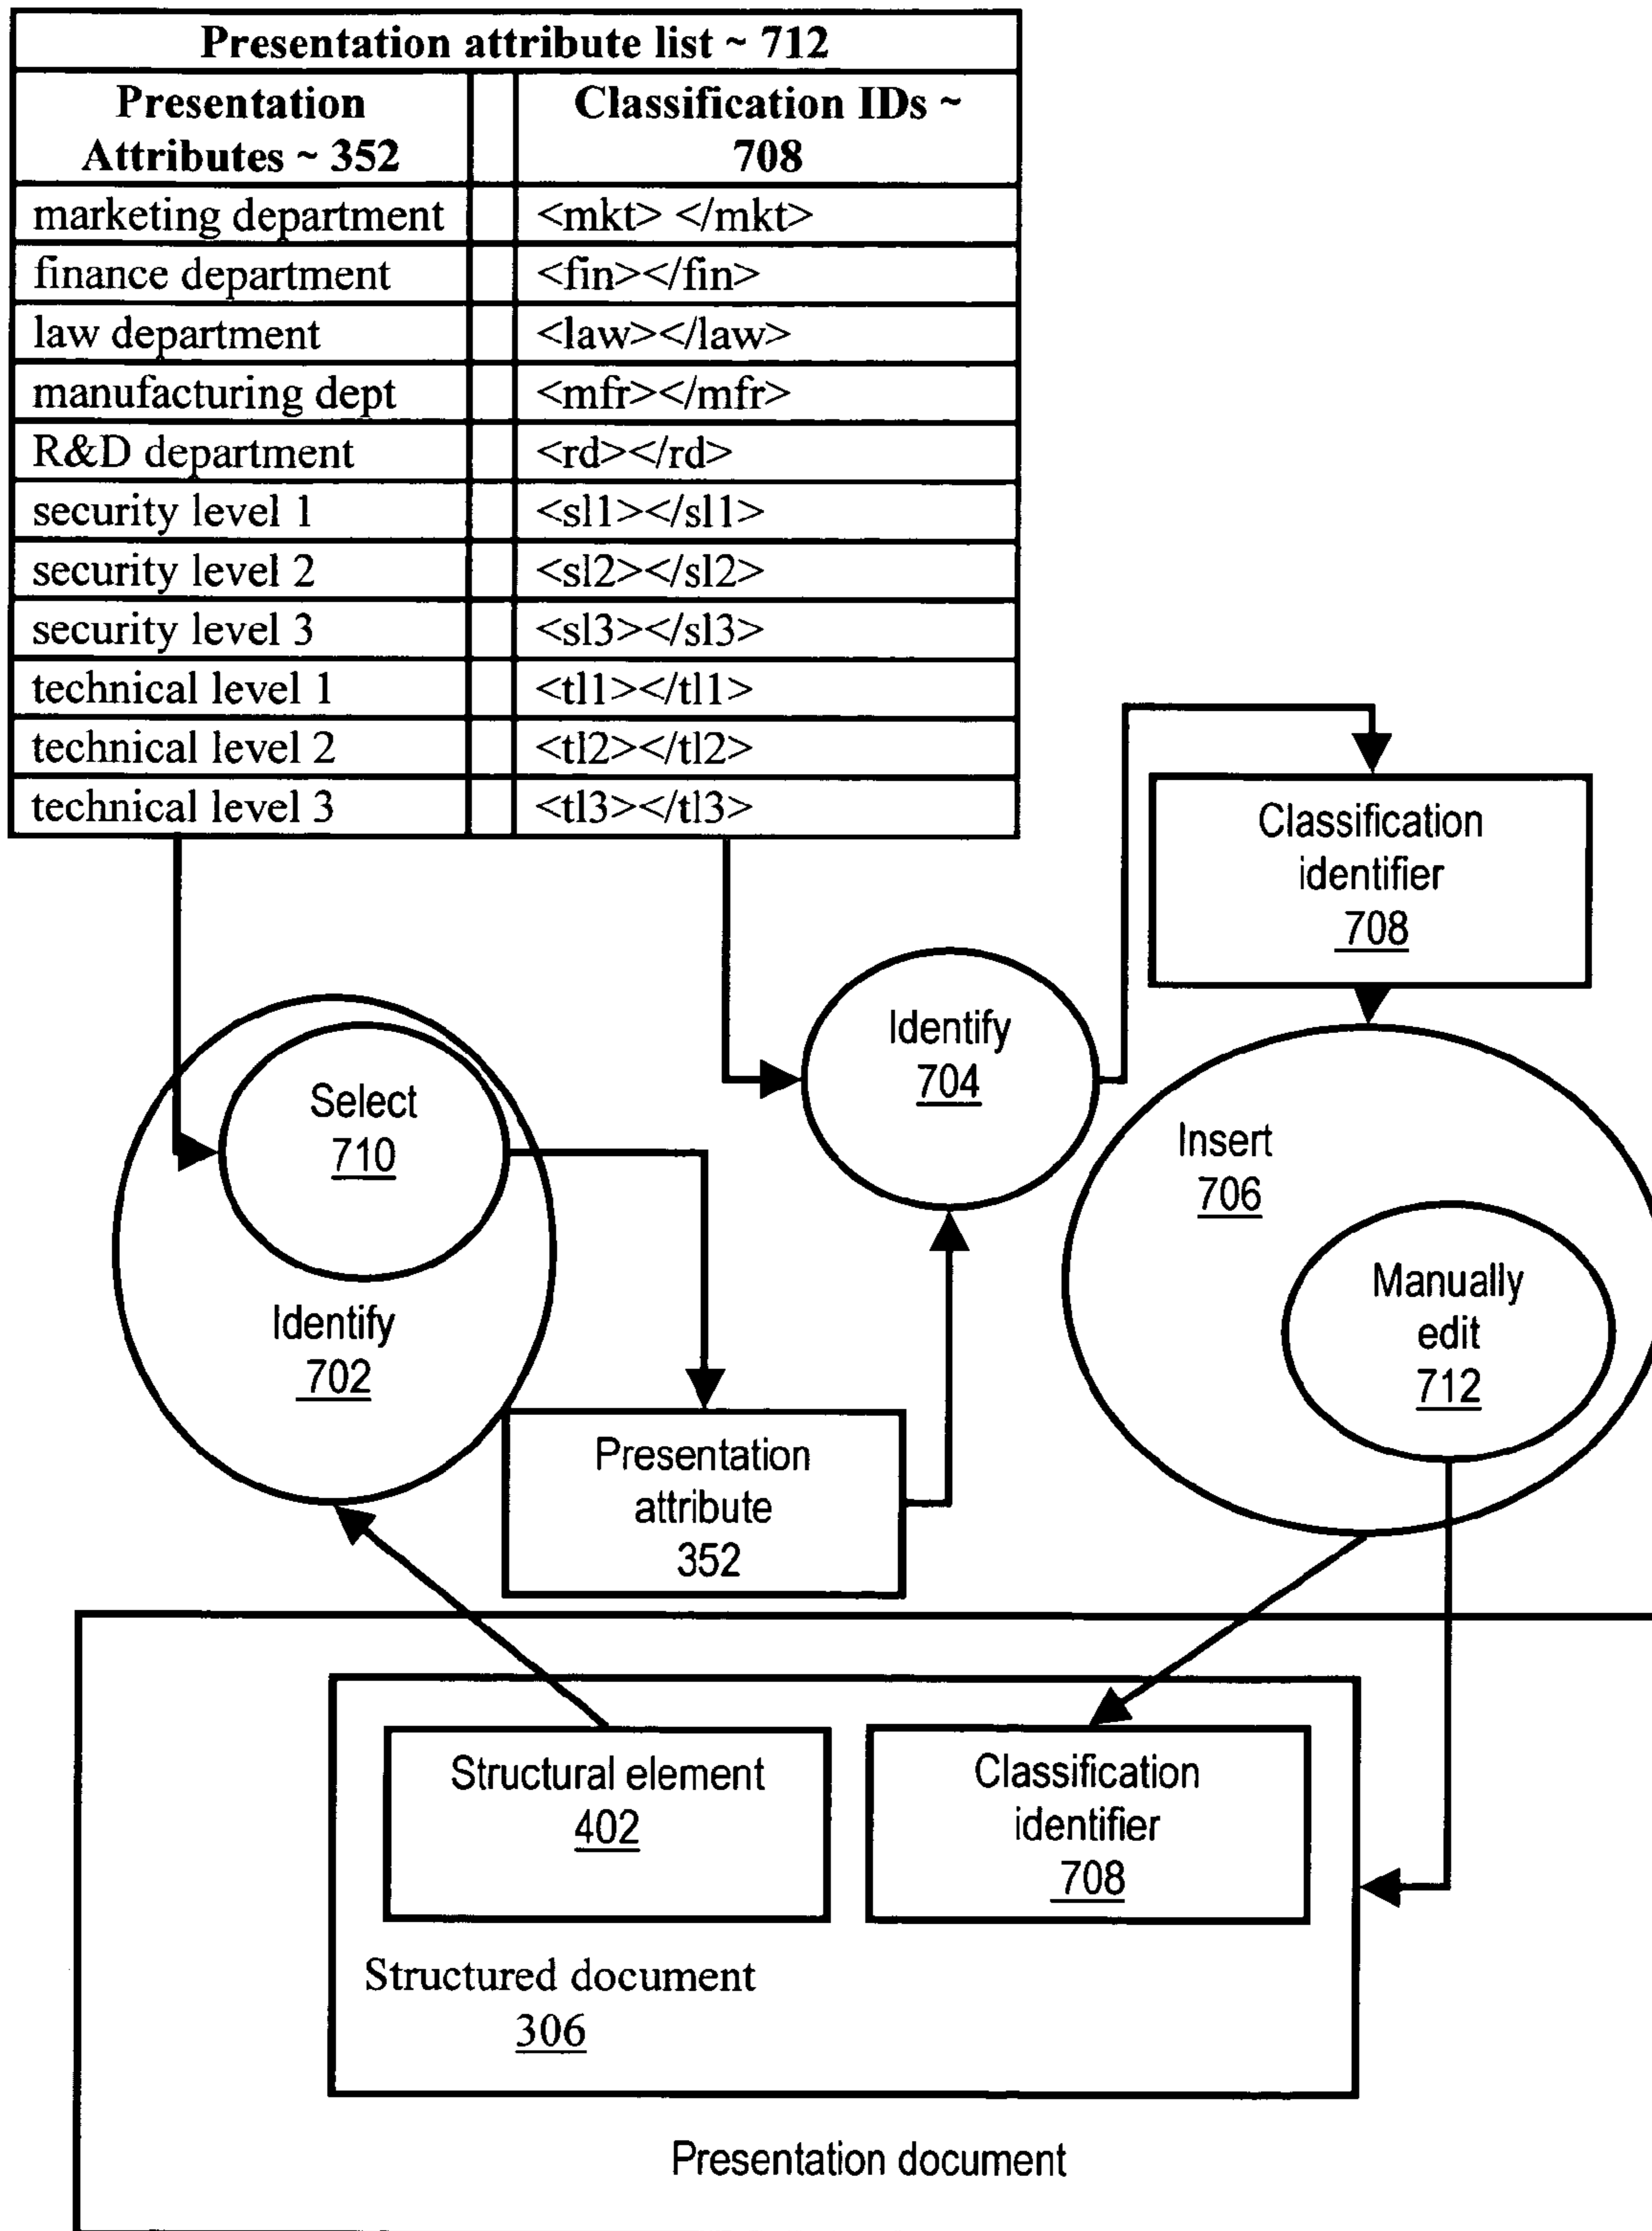 Presentation attribute list ~ 712
Presentation
Attributes ~ 352
Classification IDs ~
708
marketing department <mkt> </mkt>
finance department <fin></fin>
law department <law></law>
manufacturing dept <mfr></mfr>
R&D department <rd></rd>
security level 1 <sl1></sl1>
security level 2 <sl2></sl2>
security level 3 <sl3></sl3>
technical level 1 <tl1></tl1>
technical level 2 <tl2></tl2>
technical level 3 <tl3></tl3>
Classification
identifier
708
Identify
704
Select
710
Insert
706
Identify
702
Manually
edit
712
Presentation
attribute
352
Structural element
402
Classification
identifier
708
Structured document
306
Presentation document